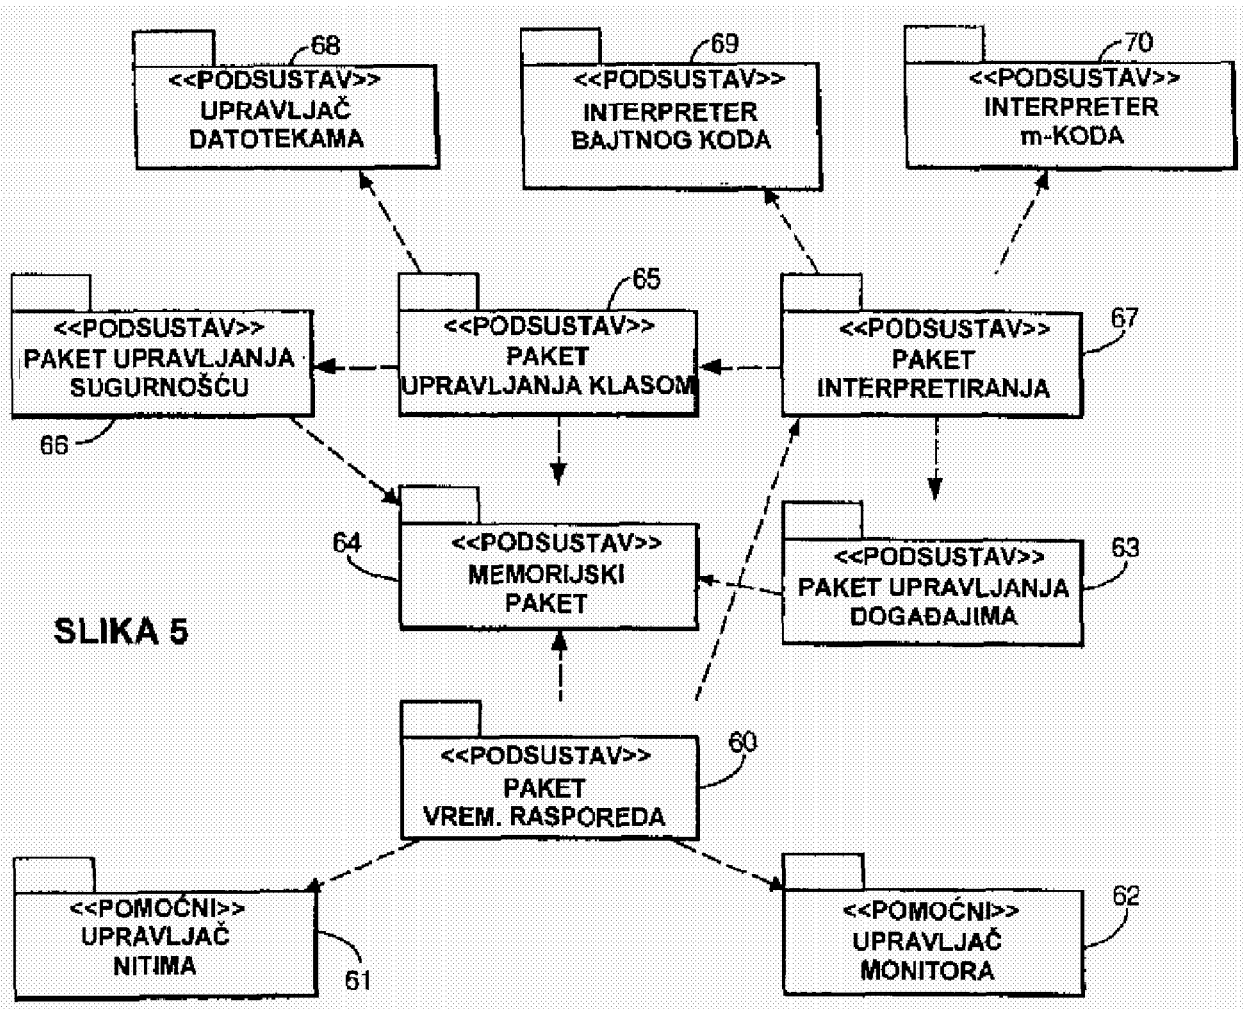 68
<<PODSUSTAV>>
UPRAVLJAČ
DATOTEKAMA
69
<<PODSUSTAV>>
INTERPRETER
BAJTNOG KODA
70
<<PODSUSTAV>>
INTERPRETER
m-KODA
<<PODSUSTAV>>
PAKET UPRAVLJANJA
SUGURNOŠĆU
66
65
<<PODSUSTAV>>
PAKET
UPRAVLJANJA KLASOM
67
<<PODSUSTAV>>
PAKET
INTERPRETIRANJA
64
<<PODSUSTAV>>
MEMORIJSKI
PAKET
63
<<PODSUSTAV>>
PAKET UPRAVLJANJA
DOGAĐAJIMA
SLIKA 5
60
<<PODSUSTAV>>
PAKET
VREM. RASPOREDA
<<POMOĆNI>>
UPRAVLJAČ
NITIMA
61
62
<<POMOĆNI>>
UPRAVLJAČ
MONITORA